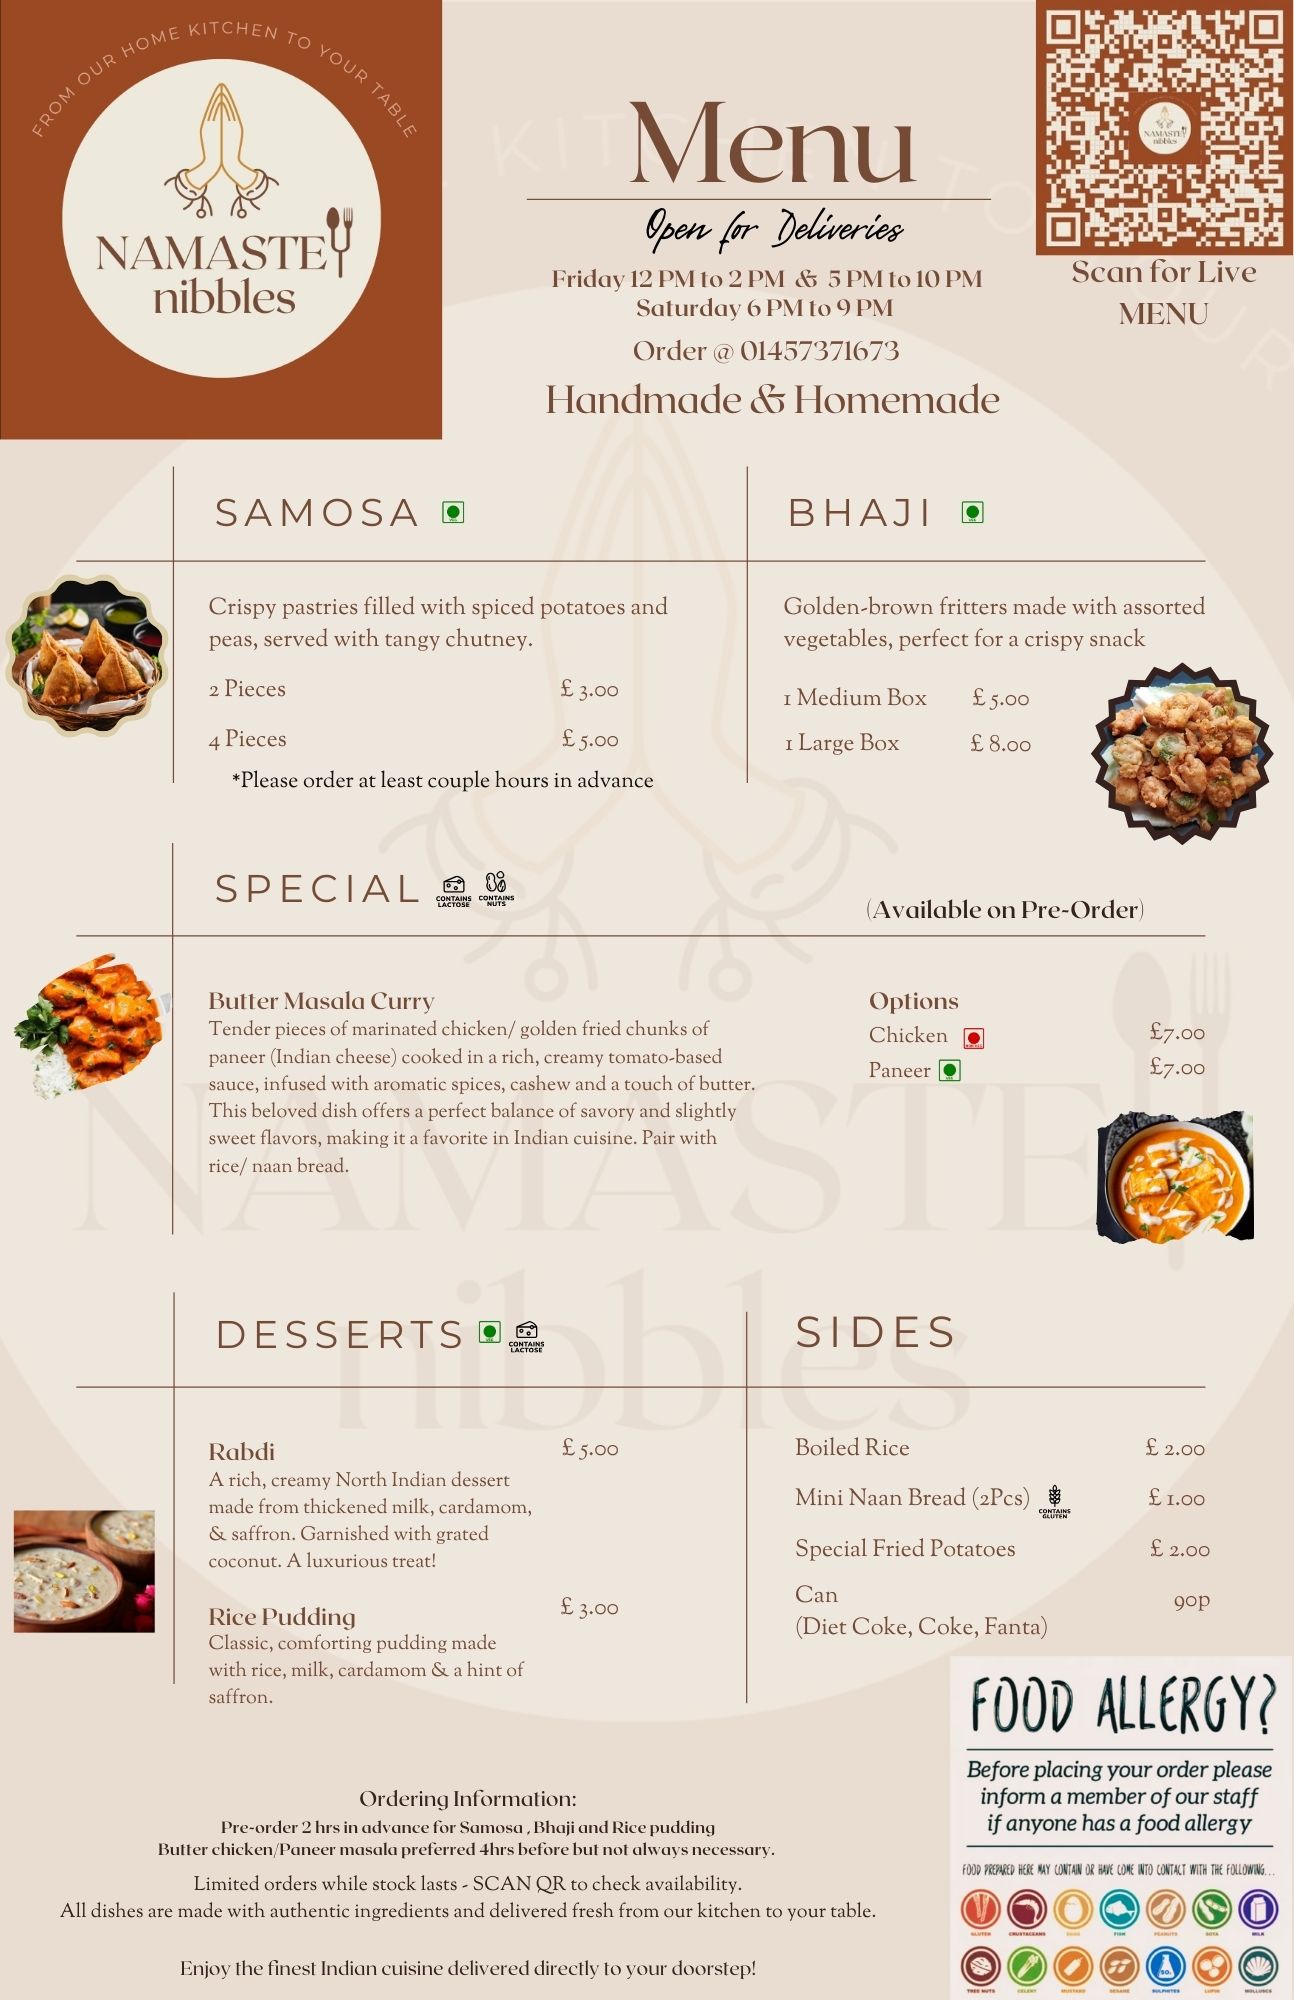 FROM OUR HOME KITCHEN TO YOUR TABLE
NAMASTE
nibbles
Menu
Open for Deliveries
Friday 12 PM to 2 PM & 5 PM to 10 PM
Saturday 6 PM to 9 PM
Order @ 01457371673
Handmade & Homemade
NAMASTE
nibbles
Scan for Live
MENU
SAMOSA
Crispy pastries filled with spiced potatoes and
peas, served with tangy chutney.
2 Pieces £ 3.00
4 Pieces £ 5.00
*Please order at least couple hours in advance
BHAJI
Golden-brown fritters made with assorted
vegetables, perfect for a crispy snack
1 Medium Box £ 5.00
1 Large Box £ 8.00
SPECIAL
CONTAINS
LACTOSE
CONTAINS
NUTS
(Available on Pre-Order)
Butter Masala Curry
Tender pieces of marinated chicken/ golden fried chunks of
paneer (Indian cheese) cooked in a rich, creamy tomato-based
sauce, infused with aromatic spices, cashew and a touch of butter.
This beloved dish offers a perfect balance of savory and slightly
sweet flavors, making it a favorite in Indian cuisine. Pair with
rice/ naan bread.
Options
Chicken £7.00
Paneer £7.00
NAMASTE
nibbles
DESSERTS
CONTAINS
LACTOSE
Rabdi £ 5.00
A rich, creamy North Indian dessert
made from thickened milk, cardamom,
& saffron. Garnished with grated
coconut. A luxurious treat!
Rice Pudding £ 3.00
Classic, comforting pudding made
with rice, milk, cardamom & a hint of
saffron.
SIDES
Boiled Rice £ 2.00
Mini Naan Bread (2Pcs) £ 1.00
CONTAINS
GLUTEN
Special Fried Potatoes £ 2.00
Can 90p
(Diet Coke, Coke, Fanta)
Ordering Information:
Pre-order 2 hrs in advance for Samosa , Bhaji and Rice pudding
Butter chicken/Paneer masala preferred 4hrs before but not always necessary.
Limited orders while stock lasts - SCAN QR to check availability.
All dishes are made with authentic ingredients and delivered fresh from our kitchen to your table.
Enjoy the finest Indian cuisine delivered directly to your doorstep!
FOOD ALLERGY?
Before placing your order please
inform a member of our staff
if anyone has a food allergy
FOOD PREPARED HERE MAY CONTAIN OR HAVE COME INTO CONTACT WITH THE FOLLOWING...
GLUTEN CRUSTACEANS EGGS FISH PEANUTS SOYA MILK
TREE NUTS CELERY MUSTARD SESAME SULPHITES LUPIN MOLLUSCS